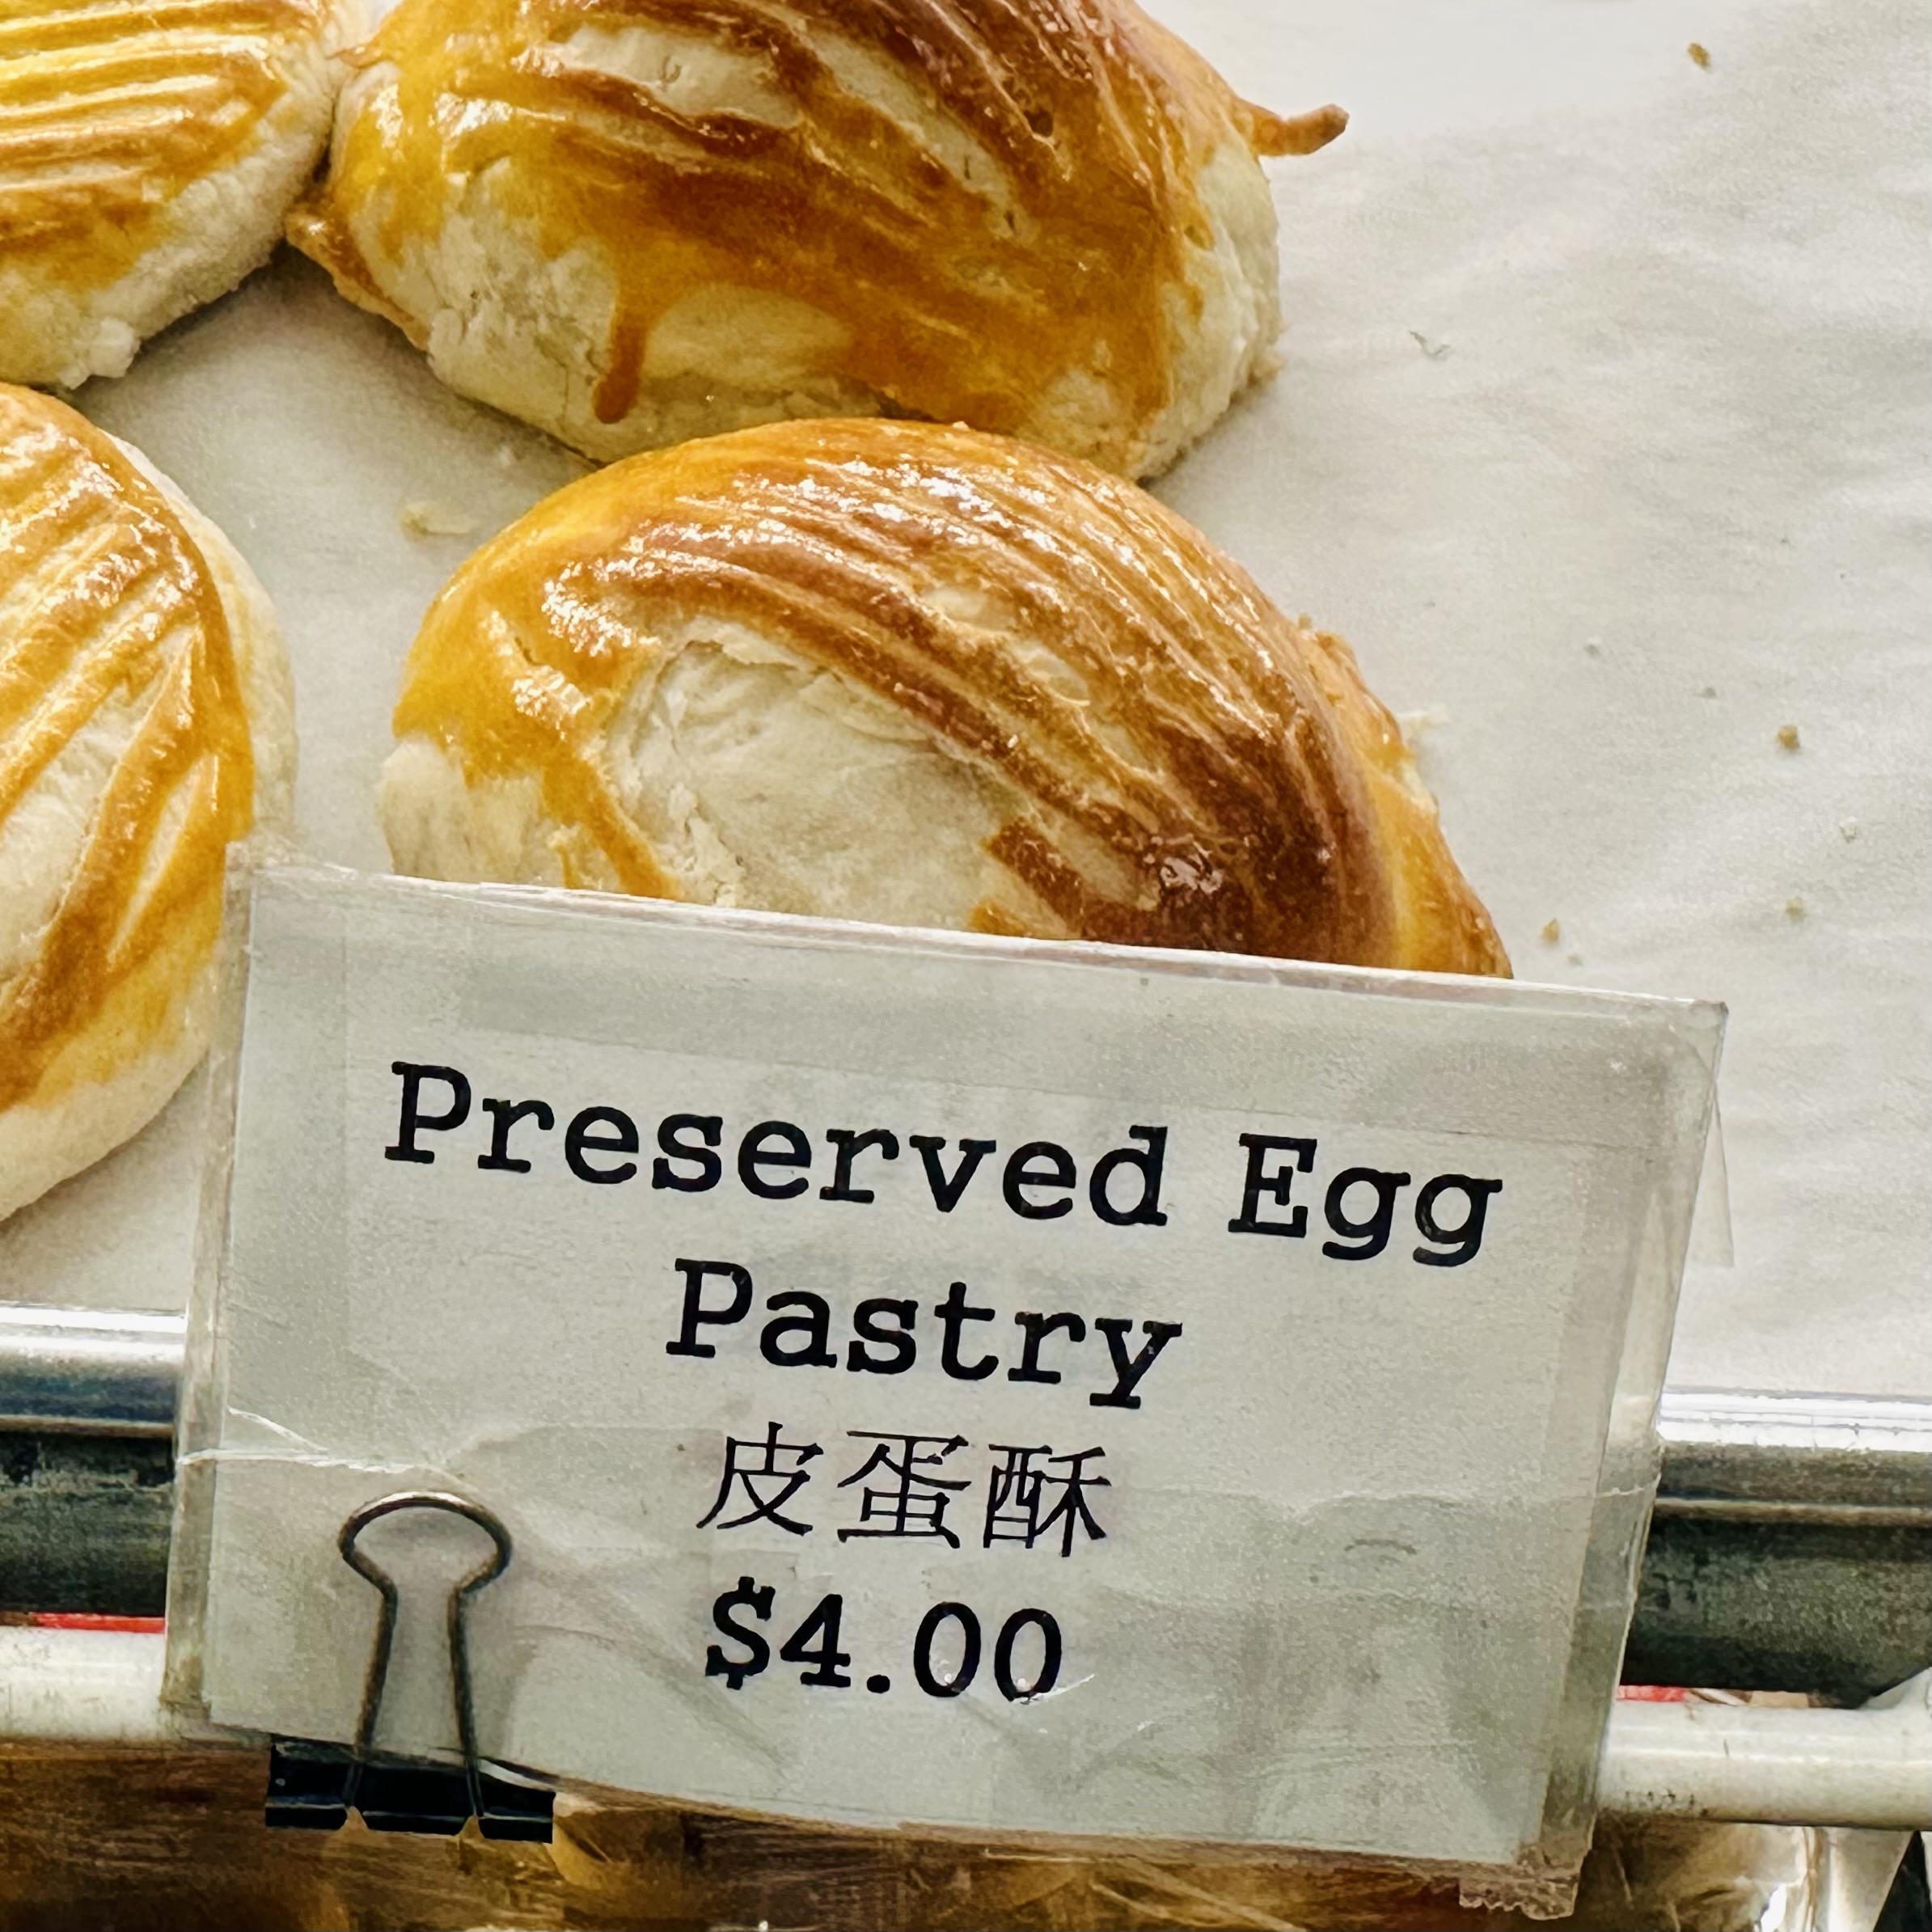 Preserved Egg
Pastry
皮蛋酥
$4.00